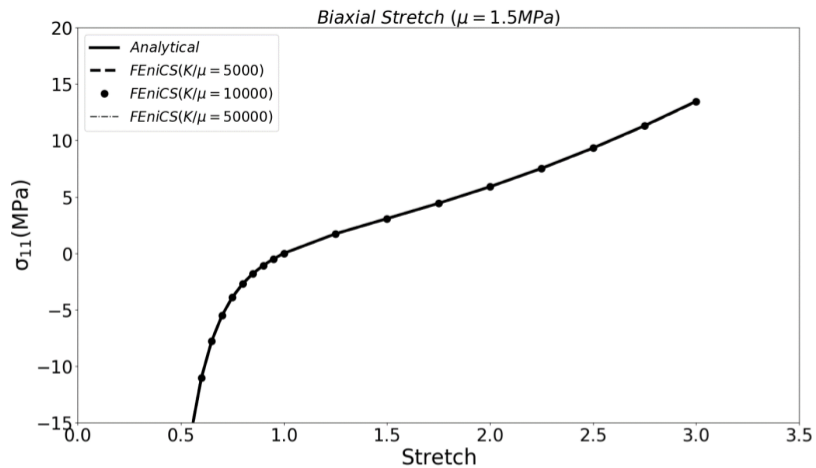 Biaxial Stretch (μ = 1.5MPa)
Analytical
FEniCS(K/μ = 5000)
FEniCS(K/μ = 10000)
FEniCS(K/μ = 50000)
20
15
10
5
0
−5
−10
−15
σ11(MPa)
0.0 0.5 1.0 1.5 2.0 2.5 3.0 3.5
Stretch